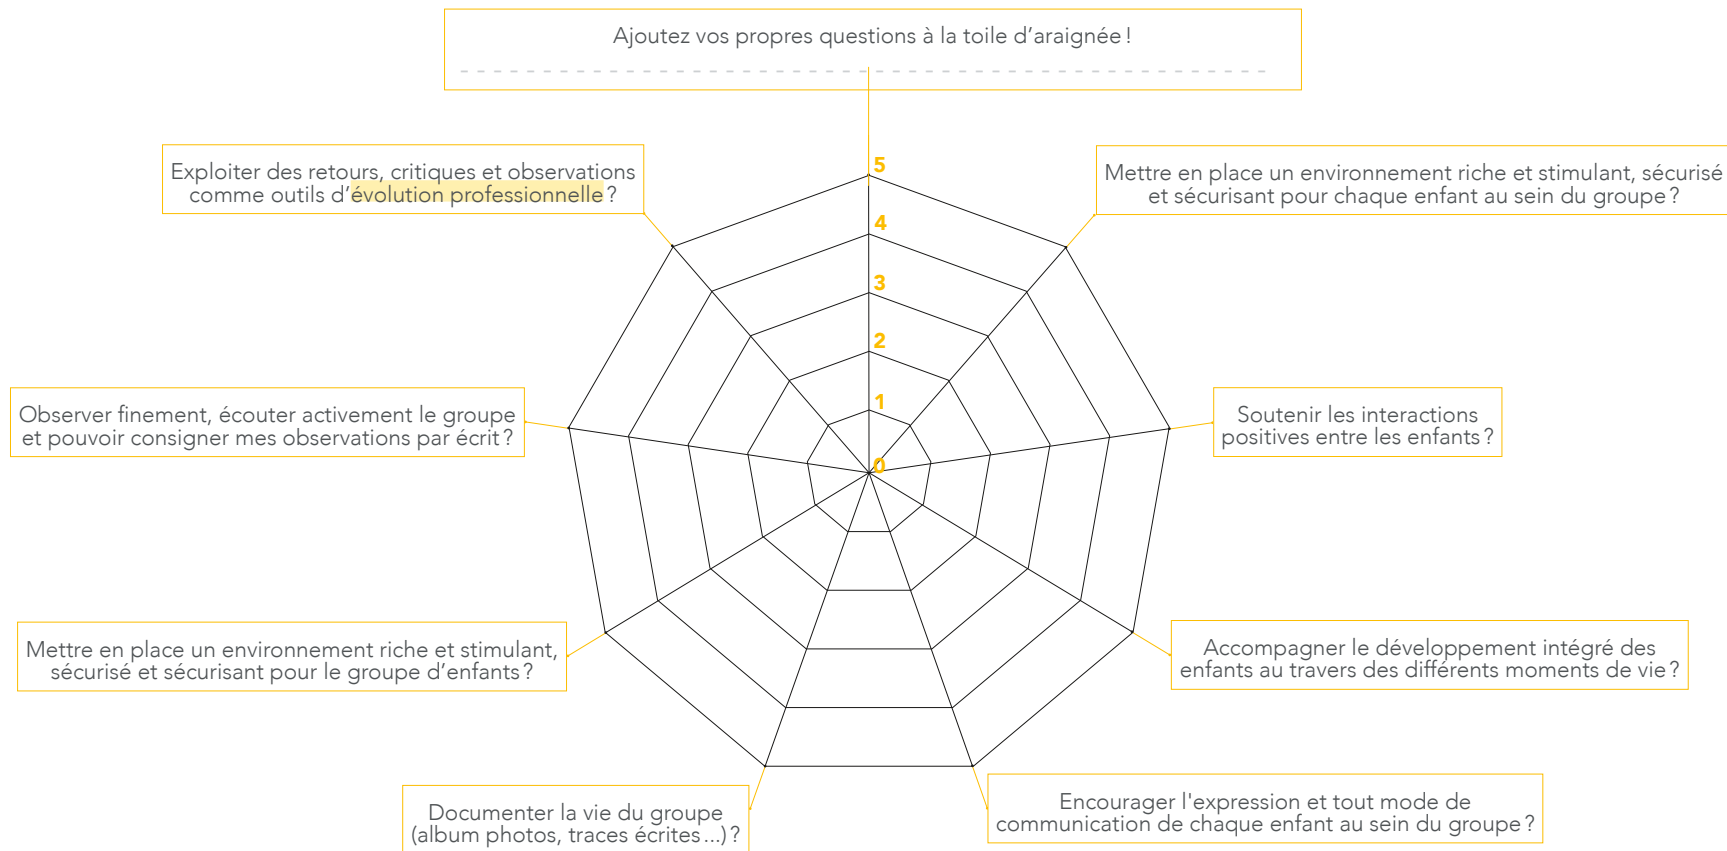 Ajoutez vos propres questions à la toile d’araignée !
Exploiter des retours, critiques et observations
comme outils d’évolution professionnelle ?
Mettre en place un environnement riche et stimulant, sécurisé
et sécurisant pour chaque enfant au sein du groupe ?
5
4
3
2
1
0
Observer finement, écouter activement le groupe
et pouvoir consigner mes observations par écrit ?
Soutenir les interactions
positives entre les enfants ?
Mettre en place un environnement riche et stimulant,
sécurisé et sécurisant pour le groupe d’enfants ?
Accompagner le développement intégré des
enfants au travers des différents moments de vie ?
Documenter la vie du groupe
(album photos, traces écrites ...) ?
Encourager l'expression et tout mode de
communication de chaque enfant au sein du groupe ?